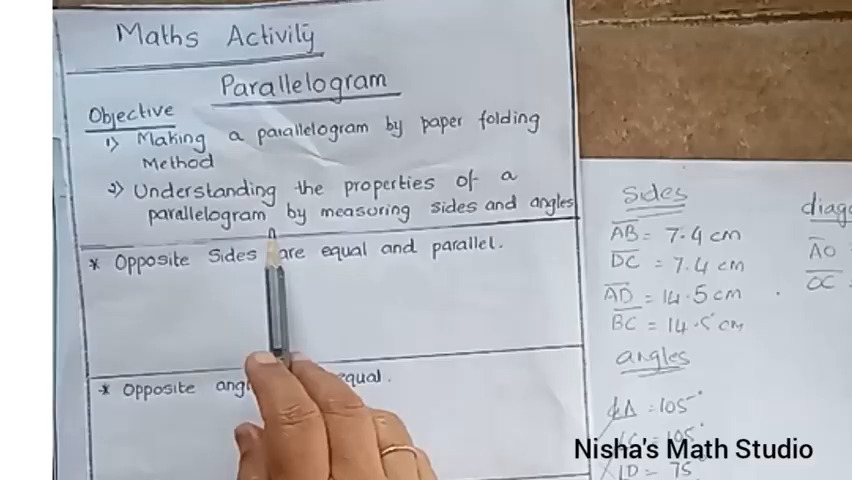 Maths Activity
Parallelogram
Objective
1) Making a parallelogram by paper folding
Method
2) Understanding the properties of a
parallelogram by measuring sides and angles
* Opposite Sides are equal and parallel.
* Opposite equal.
Sides
AB = 7.4 cm
DC = 7.4 cm
AD = 14.5 cm
BC = 14.5 cm
angles
∠A = 105°
∠C = 105°
∠D = 75°
AO
OC =
Nisha's Math Studio